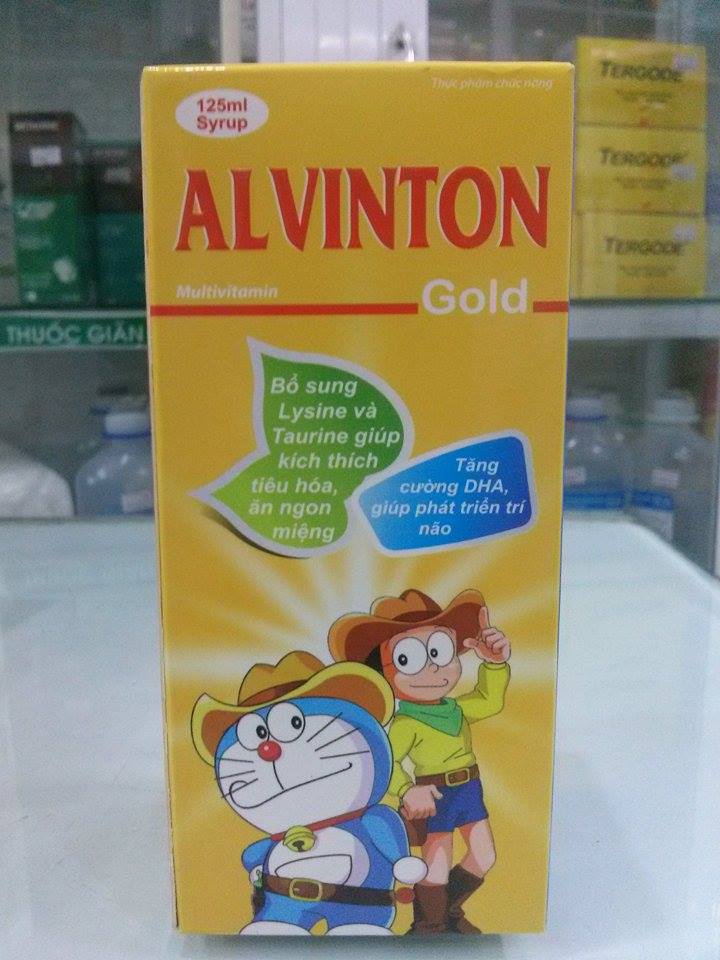 Thực phẩm chức năng
125ml
Syrup
ALVINTON
Multivitamin
Gold
Bổ sung
Lysine và
Taurine giúp
kích thích
tiêu hóa,
ăn ngon
miệng
Tăng
cường DHA,
giúp phát triển trí
não
TERGODE
TERGODE
TERGODE
THUỐC GIÃN